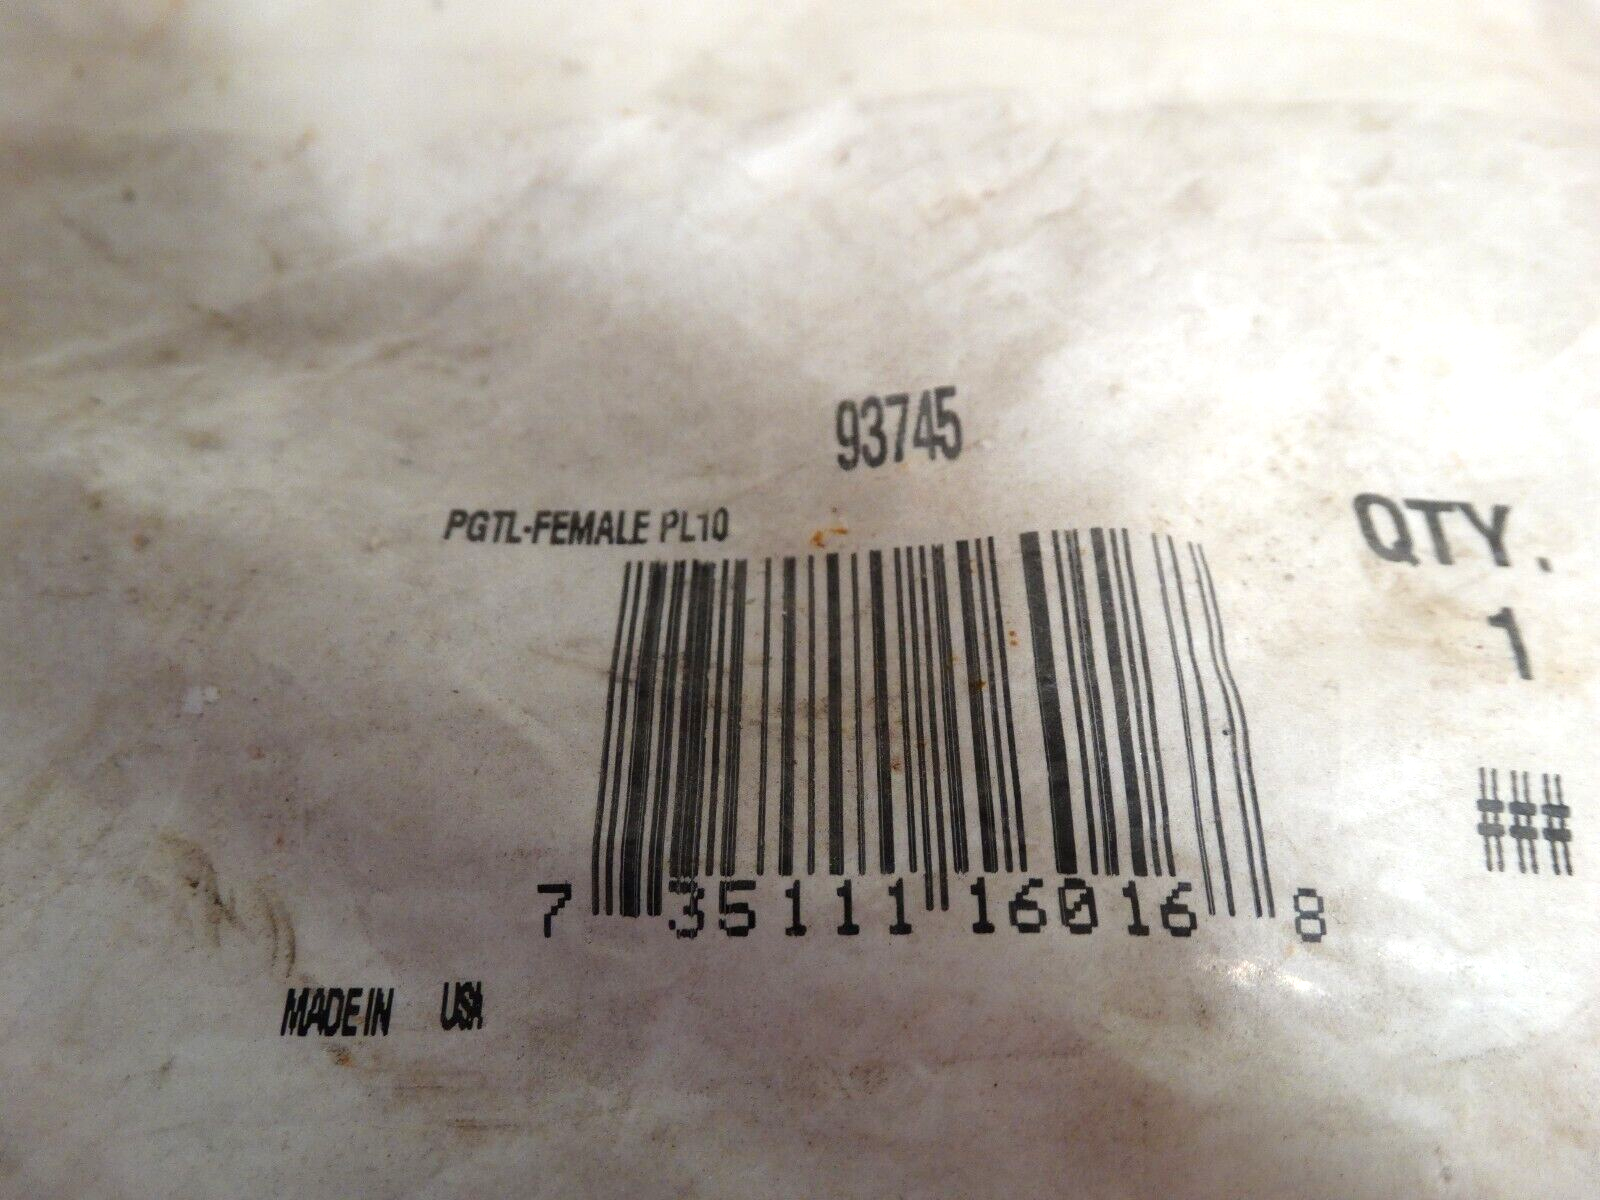 93745
PGTL-FEMALE PL10
QTY.
1
###
7 35111 16016 8
MADE IN USA